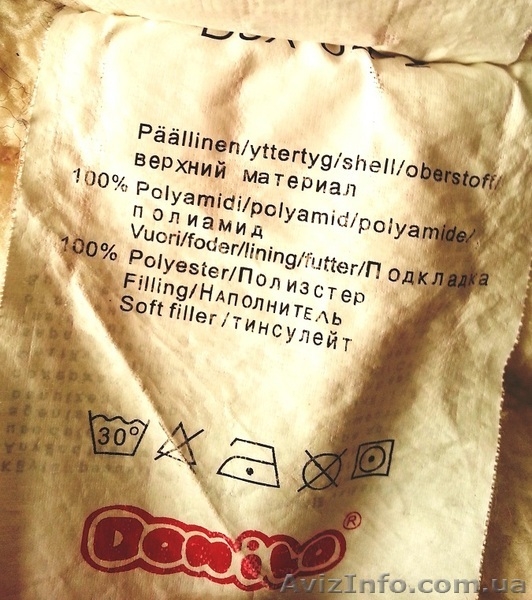 Päällinen/yttertyg/shell/oberstoff/
верхний материал
100% Polyamidi/polyamid/polyamide/
полиамид
Vuori/foder/lining/futter/Подкладка
100% Polyester/Полиэстер
Filling/Наполнитель
Soft filler/тинсулейт
30°
Danilo®
AvizInfo.com.ua